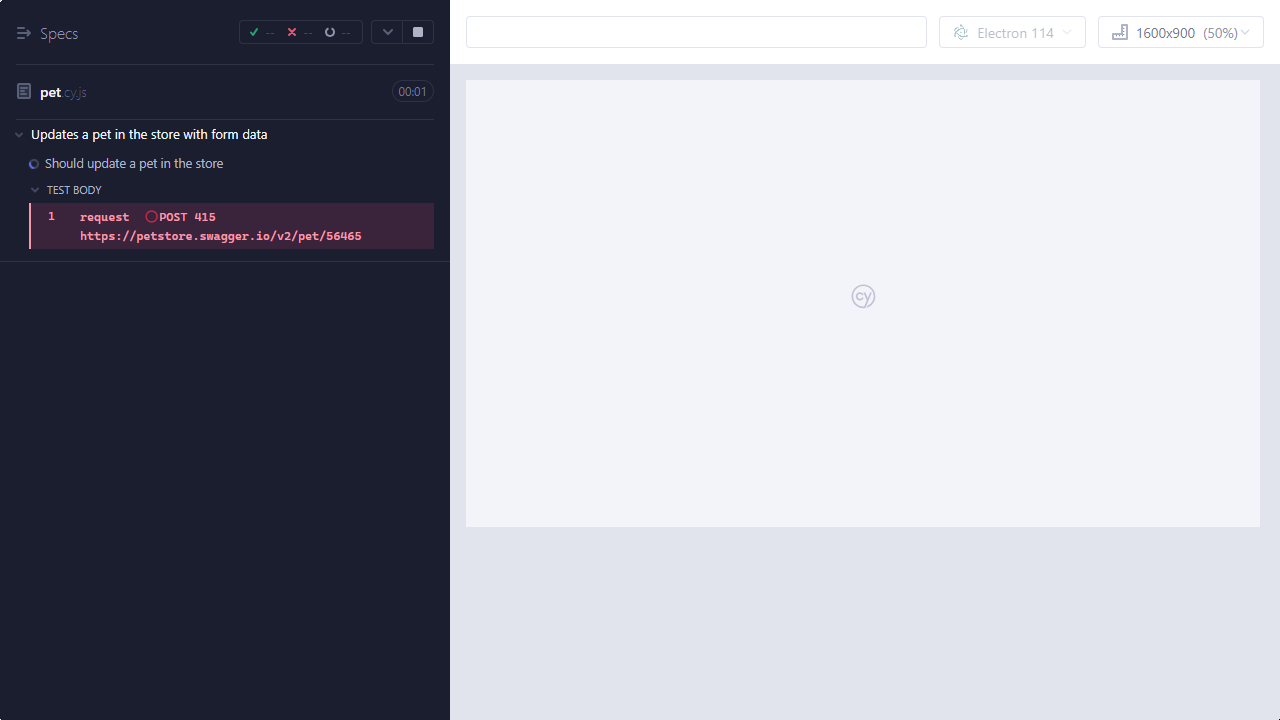 Specs
-- -- --
pet.cy.js
00:01
Updates a pet in the store with form data
Should update a pet in the store
TEST BODY
1 request POST 415
https://petstore.swagger.io/v2/pet/56465
Electron 114
1600x900 (50%)
cy